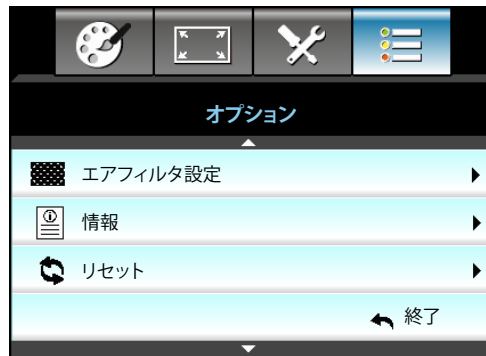 オプション
エアフィルタ設定
情報
リセット
終了